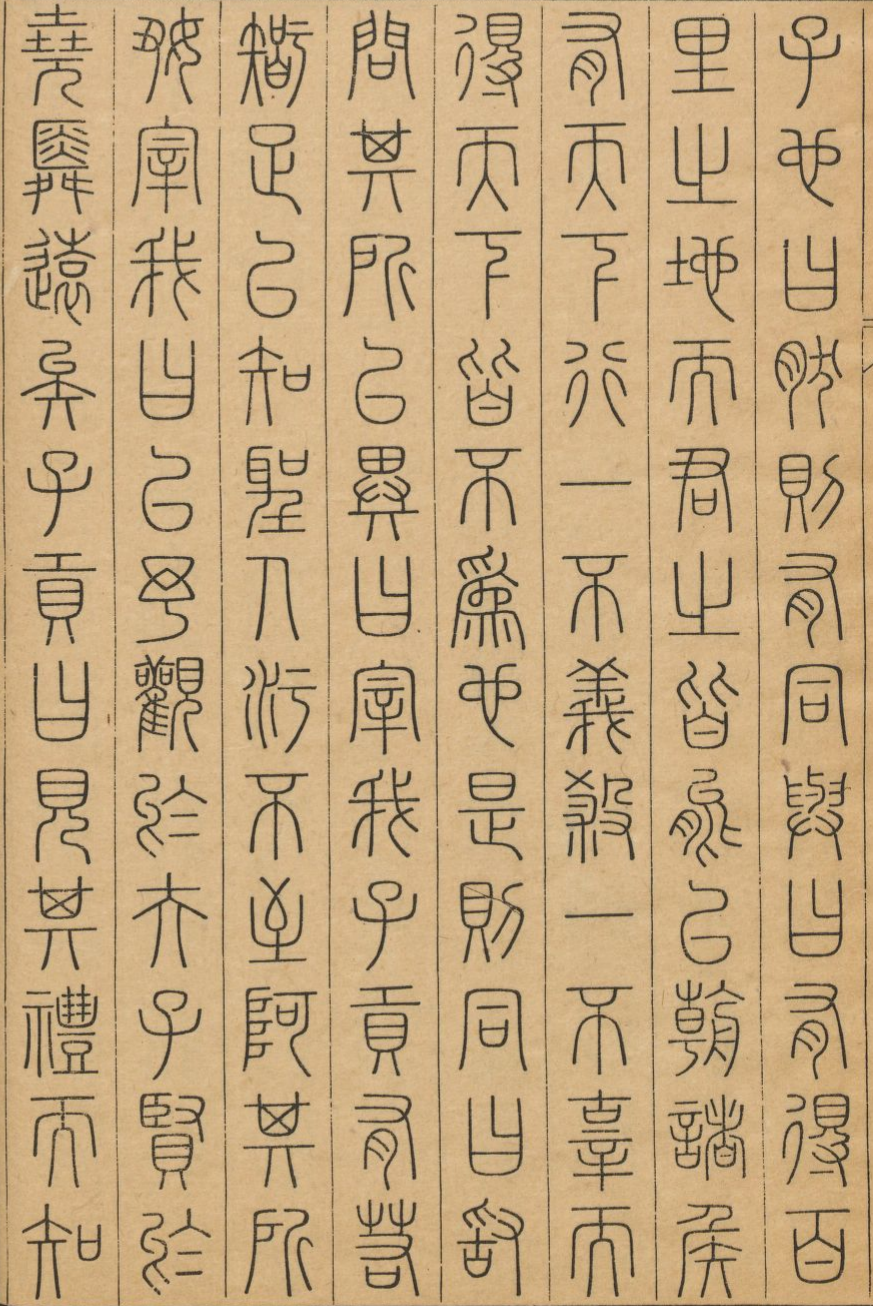 子也曰然則有同與曰有得百
里之地而君之皆能以朝諸侯
有天下行一不義殺一不辜而
得天下皆不為也是則同曰敢
問其所以異曰宰我子貢有若
智足以知聖人汙不至阿其所
好宰我曰以予觀於夫子賢於
堯舜遠矣子貢曰見其禮而知